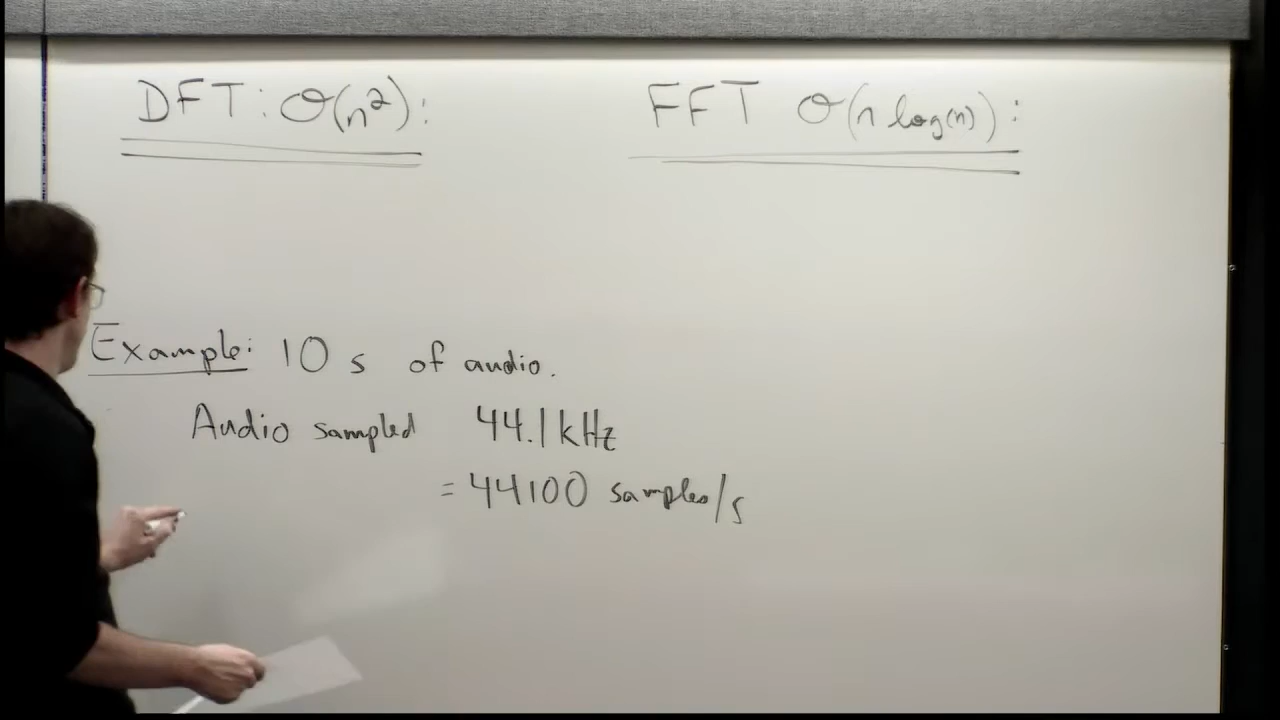 DFT: O(n²):
FFT O(n log(n)):
Example: 10 s of audio.
Audio sampled 44.1 kHz
= 44100 samples/s